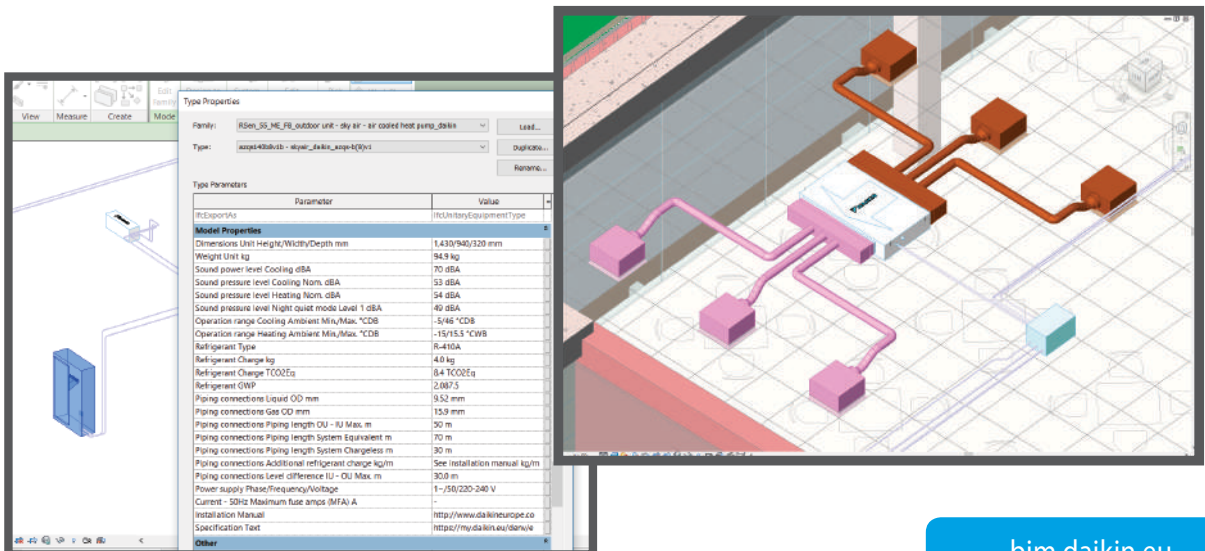 Edit Family
View Measure Create Mode
Type Properties
Family: RSen_SS_ME_FB_outdoor unit - sky air - air cooled heat pump_daikin Load...
Type: Duplicate...
Rename...
Type Parameters
Parameter Value
IfcExportAs IfcUnitaryEquipmentType
Model Properties
Dimensions Unit Height/Width/Depth mm 1,430/940/320 mm
Weight Unit kg 94.9 kg
Sound power level Cooling dBA 70 dBA
Sound pressure level Cooling Nom. dBA 53 dBA
Sound pressure level Heating Nom. dBA 54 dBA
Sound pressure level Night quiet mode Level 1 dBA 49 dBA
Operation range Cooling Ambient Min./Max. °CDB -5/46 °CDB
Operation range Heating Ambient Min./Max. °CWB -15/15.5 °CWB
Refrigerant Type R-410A
Refrigerant Charge kg 4.0 kg
Refrigerant Charge TCO2Eq 8.4 TCO2Eq
Refrigerant GWP 2,087.5
Piping connections Liquid OD mm 9.52 mm
Piping connections Gas OD mm 15.9 mm
Piping connections Piping length OU - IU Max. m 50 m
Piping connections Piping length System Equivalent m 70 m
Piping connections Piping length System Chargeless m 30 m
Piping connections Additional refrigerant charge kg/m See installation manual kg/m
Piping connections Level difference IU - OU Max. m 30.0 m
Power supply Phase/Frequency/Voltage 1~/50/220-240 V
Current - 50Hz Maximum fuse amps (MFA) A -
Installation Manual http://www.daikineurope.co
Specification Text https://my.daikin.eu/denv/e
Other
DAIKIN
bim.daikin.eu